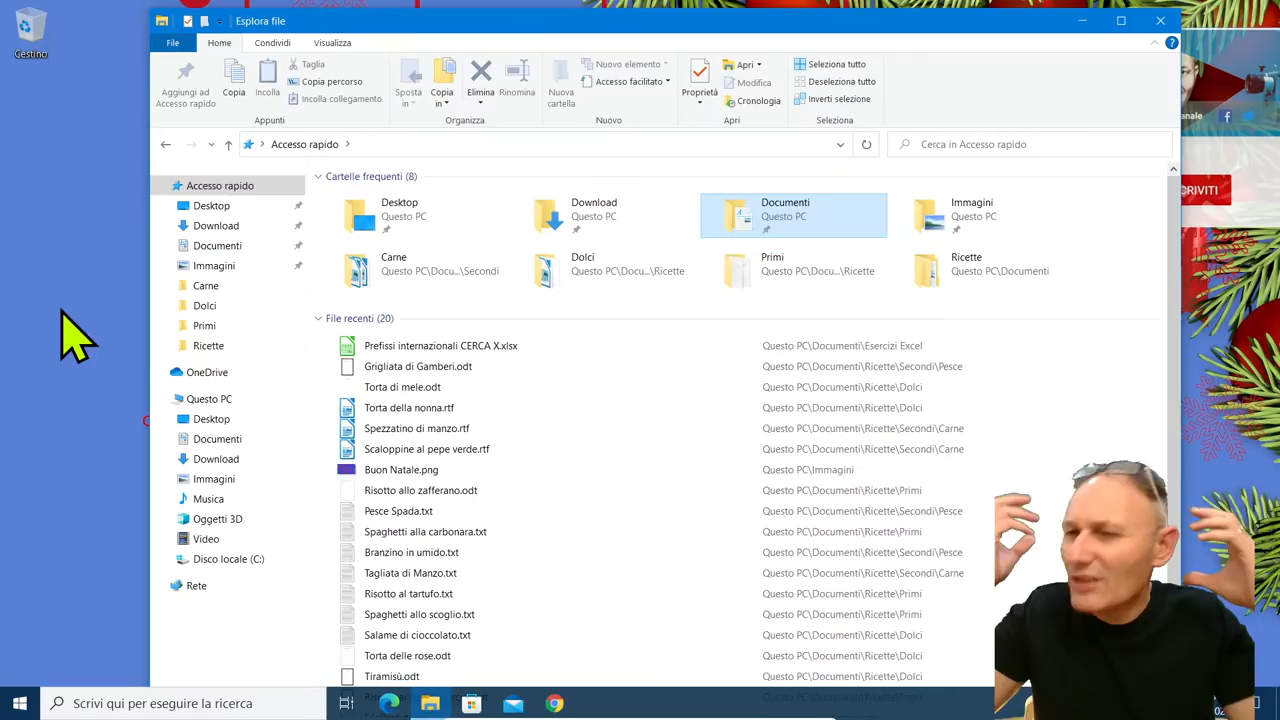 Cestino
Esplora file
File Home Condividi Visualizza
Aggiungi ad Accesso rapido
Copia
Incolla
Taglia
Copia percorso
Incolla collegamento
Appunti
Sposta in
Copia in
Elimina
Rinomina
Organizza
Nuova cartella
Nuovo elemento
Accesso facilitato
Nuovo
Proprietà
Apri
Modifica
Cronologia
Apri
Seleziona tutto
Deseleziona tutto
Inverti selezione
Selezione
Accesso rapido
Cerca in Accesso rapido
Accesso rapido
Desktop
Download
Documenti
Immagini
Carne
Dolci
Primi
Ricette
OneDrive
Questo PC
Desktop
Documenti
Download
Immagini
Musica
Oggetti 3D
Video
Disco locale (C:)
Rete
Cartelle frequenti (8)
Desktop
Questo PC
Download
Questo PC
Documenti
Questo PC
Immagini
Questo PC
Carne
Questo PC\Docu...\Secondi
Dolci
Questo PC\Docu...\Ricette
Primi
Questo PC\Docu...\Ricette
Ricette
Questo PC\Documenti
File recenti (20)
Prefissi internazionali CERCA X.xlsx Questo PC\Documenti\Esercizi Excel
Grigliata di Gamberi.odt Questo PC\Documenti\Ricette\Secondi\Pesce
Torta di mele.odt Questo PC\Documenti\Ricette\Dolci
Torta della nonna.rtf Questo PC\Documenti\Ricette\Dolci
Spezzatino di manzo.rtf Questo PC\Documenti\Ricette\Secondi\Carne
Scaloppine al pepe verde.rtf Questo PC\Documenti\Ricette\Secondi\Carne
Buon Natale.png Questo PC\Immagini
Risotto allo zafferano.odt Questo PC\Documenti\Ricette\Primi
Pesce Spada.txt Questo PC\Documenti\Ricette\Secondi\Pesce
Spaghetti alla carbonara.txt Questo PC\Documenti\Ricette\Primi
Branzino in umido.txt Questo PC\Documenti\Ricette\Secondi\Pesce
Tagliata di Manzo.txt Questo PC\Documenti\Ricette\Secondi\Carne
Risotto al tartufo.txt Questo PC\Documenti\Ricette\Primi
Spaghetti allo scoglio.txt Questo PC\Documenti\Ricette\Primi
Salame di cioccolato.txt Questo PC\Documenti\Ricette\Dolci
Torta delle rose.odt Questo PC\Documenti\Ricette\Dolci
Tiramisù.odt Questo PC\Documenti\Ricette\Dolci
Scrivi qui per eseguire la ricerca